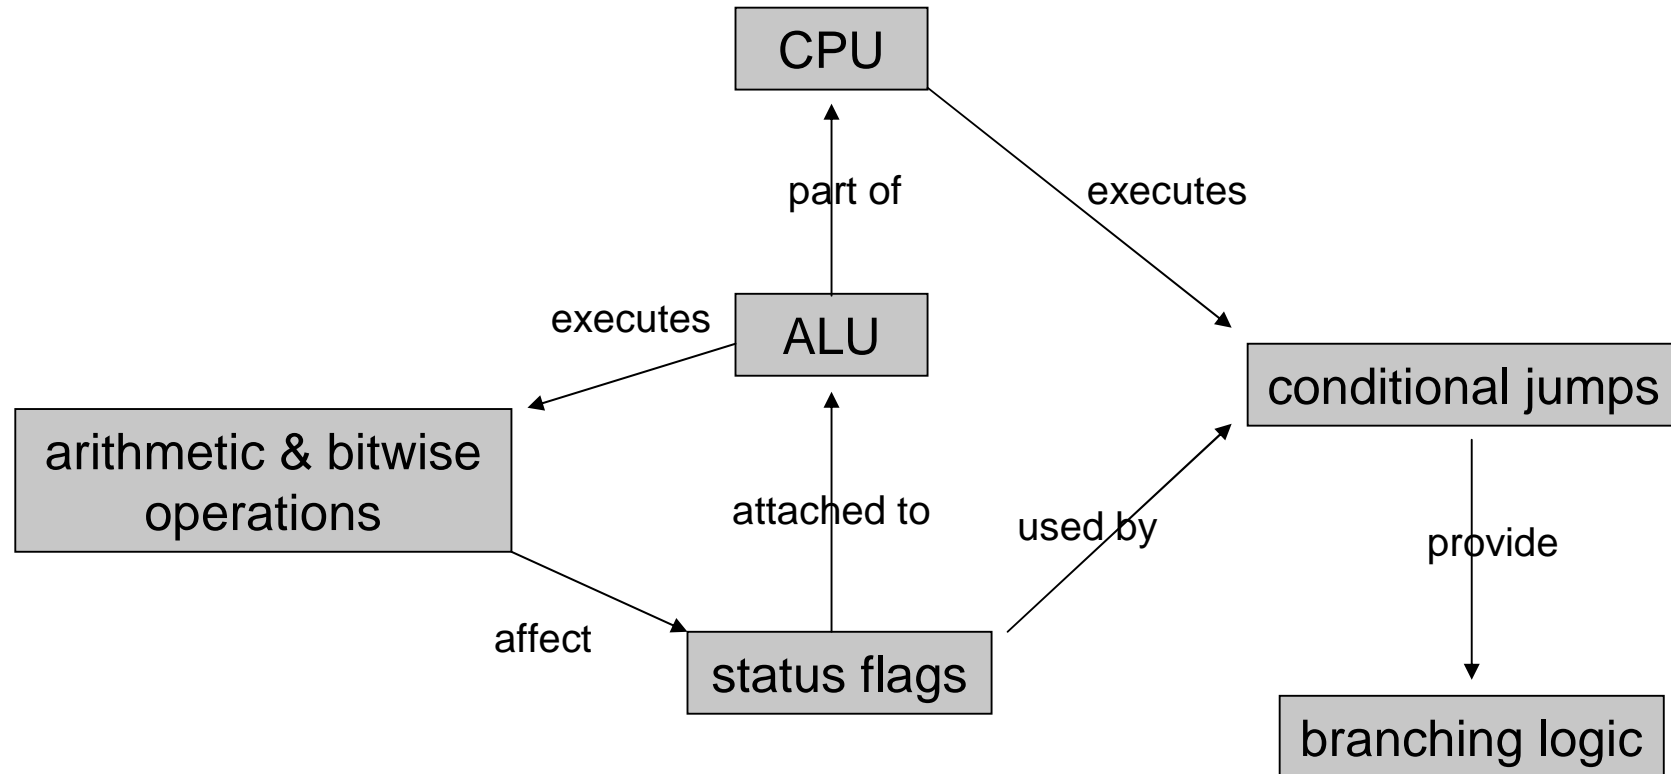 CPU
part of
executes
executes
ALU
conditional jumps
arithmetic & bitwise
operations
attached to
used by
provide
affect
status flags
branching logic